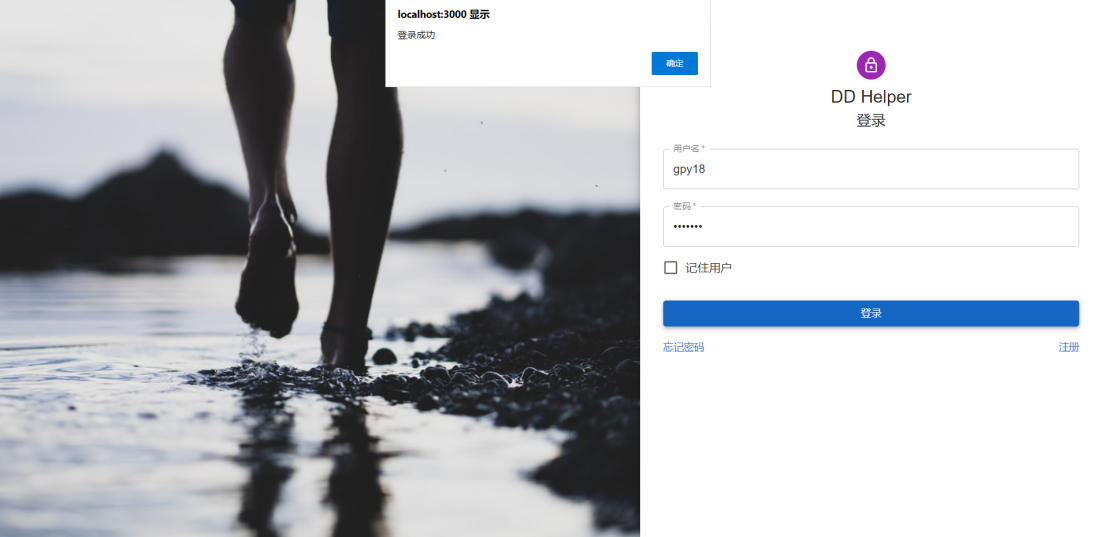 localhost:3000 显示
登录成功
确定
DD Helper
登录
用户名 *
gpy18
密码 *
•••••••
记住用户
登录
忘记密码
注册